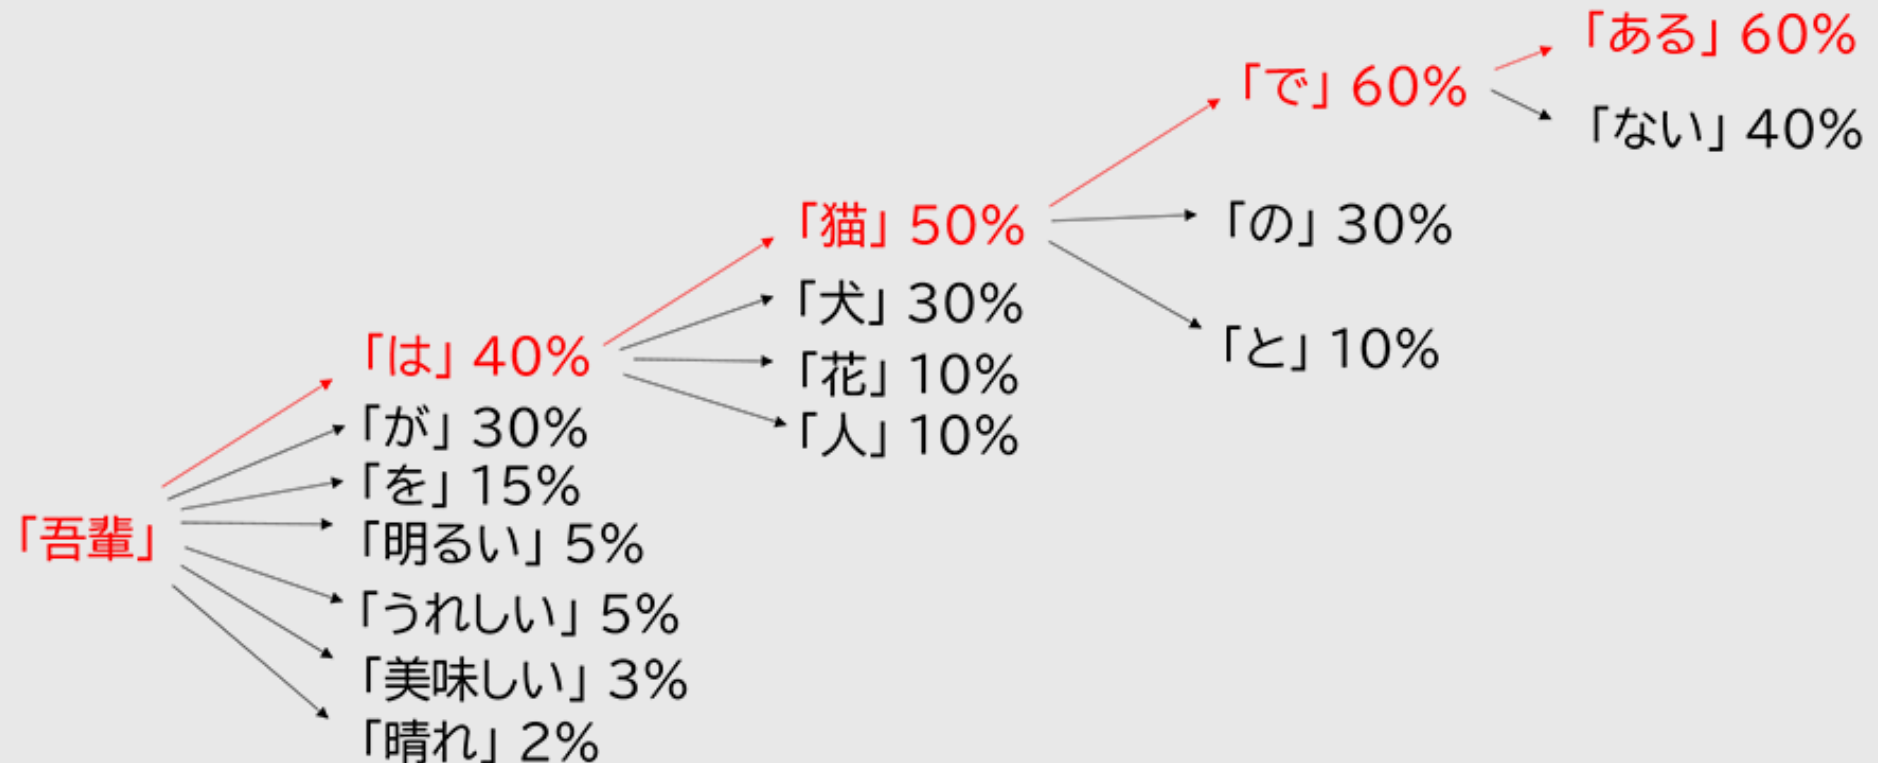 「吾輩」
「は」40%
「が」30%
「を」15%
「明るい」5%
「うれしい」5%
「美味しい」3%
「晴れ」2%
「猫」50%
「犬」30%
「花」10%
「人」10%
「で」60%
「の」30%
「と」10%
「ある」60%
「ない」40%